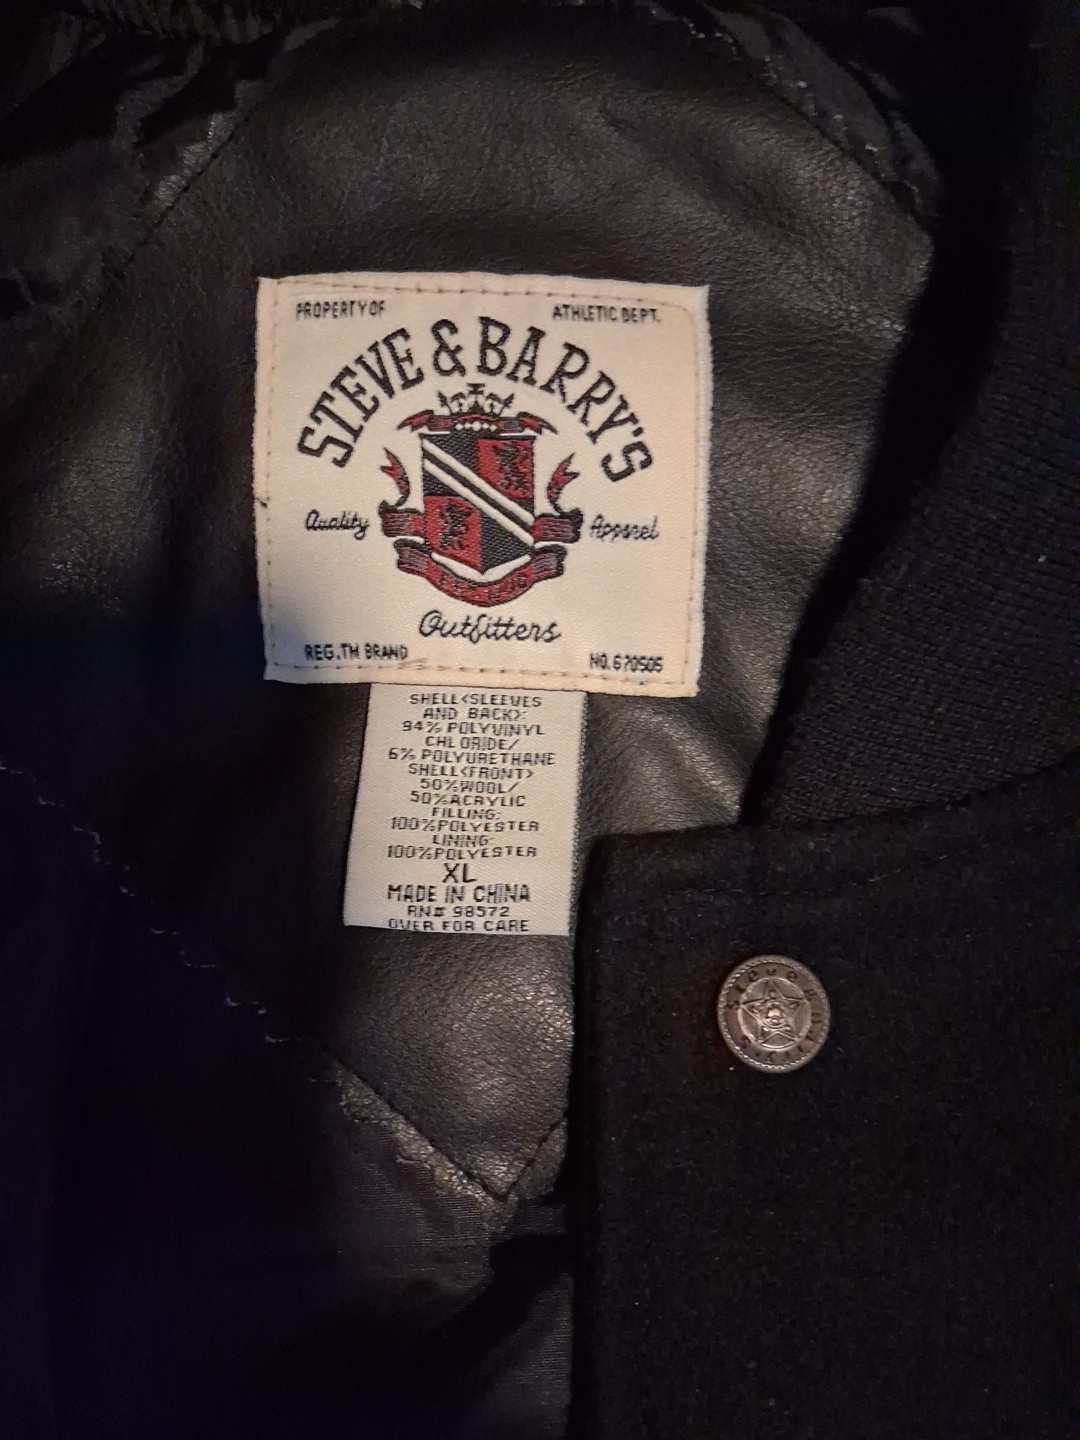 PROPERTY OF ATHLETIC DEPT.
STEVE & BARRY'S
Quality Apparel
Outfitters
REG. TM BRAND NO. 670505
SHELL<SLEEVES
AND BACK>:
94% POLYVINYL
CHLORIDE/
6% POLYURETHANE
SHELL<FRONT>
50%WOOL/
50%ACRYLIC
FILLING:
100%POLYESTER
LINING:
100%POLYESTER
XL
MADE IN CHINA
RN# 98572
OVER FOR CARE